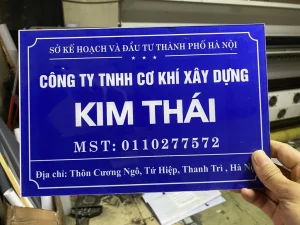 SỞ KẾ HOẠCH VÀ ĐẦU TƯ THÀNH PHỐ HÀ NỘI
CÔNG TY TNHH CƠ KHÍ XÂY DỰNG
KIM THÁI
MST: 0110277572
Địa chỉ: Thôn Cương Ngô, Tứ Hiệp, Thanh Trì , Hà N